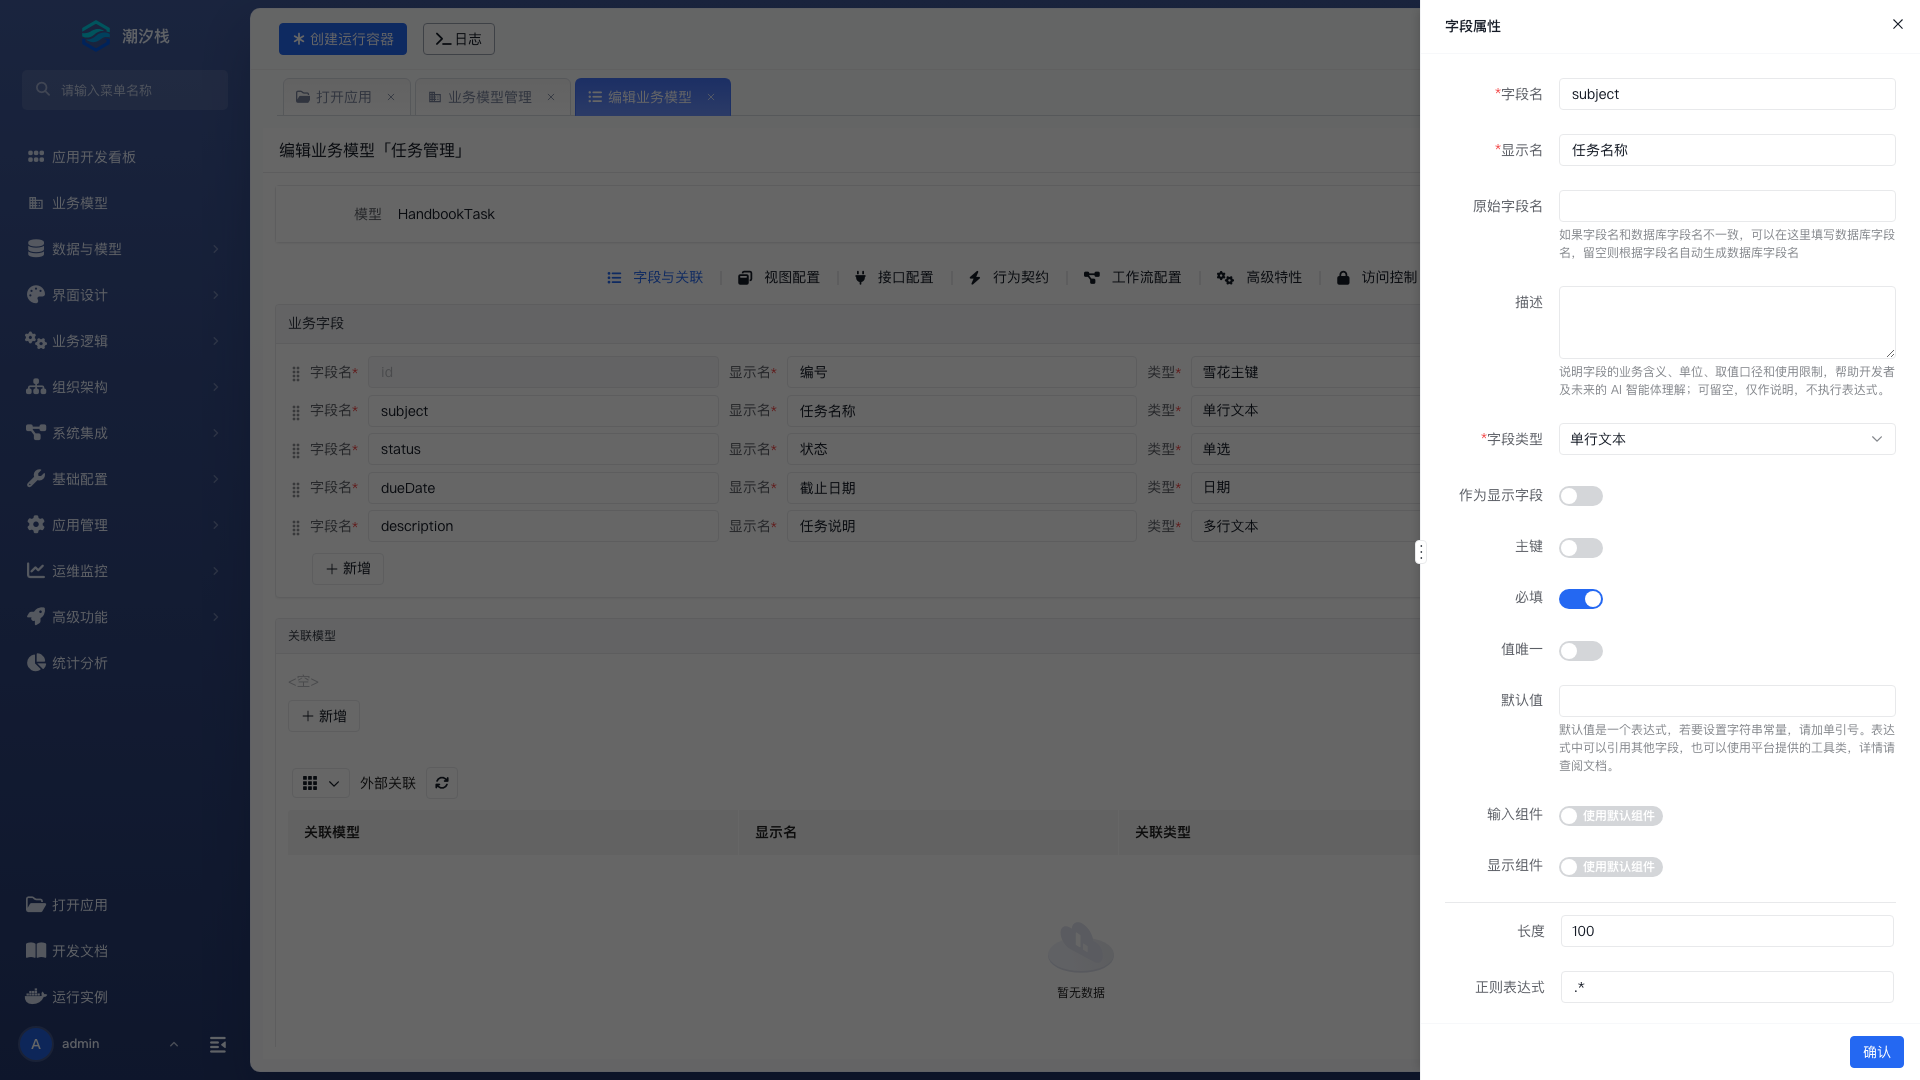 潮汐栈
请输入菜单名称
应用开发看板
业务模型
数据与模型
界面设计
业务逻辑
组织架构
系统集成
基础配置
应用管理
运维监控
高级功能
统计分析
打开应用
开发文档
运行实例
A admin
创建运行容器 日志
打开应用 × 业务模型管理 × 编辑业务模型 ×
编辑业务模型「任务管理」
模型 HandbookTask
字段与关联 视图配置 接口配置 行为契约 工作流配置 高级特性 访问控制
业务字段
字段名* id 显示名* 编号 类型* 雪花主键
字段名* subject 显示名* 任务名称 类型* 单行文本
字段名* status 显示名* 状态 类型* 单选
字段名* dueDate 显示名* 截止日期 类型* 日期
字段名* description 显示名* 任务说明 类型* 多行文本
新增
关联模型
<空>
新增
外部关联
关联模型 显示名 关联类型
暂无数据
字段属性
*字段名 subject
*显示名 任务名称
原始字段名
如果字段名和数据库字段名不一致，可以在这里填写数据库字段
名，留空则根据字段名自动生成数据库字段名
描述
说明字段的业务含义、单位、取值口径和使用限制，帮助开发者
及未来的 AI 智能体理解；可留空，仅作说明，不执行表达式。
*字段类型 单行文本
作为显示字段
主键
必填
值唯一
默认值
默认值是一个表达式，若要设置字符串常量，请加单引号。表达
式中可以引用其他字段，也可以使用平台提供的工具类，详情请
查阅文档。
输入组件 使用默认组件
显示组件 使用默认组件
长度 100
正则表达式 .*
确认